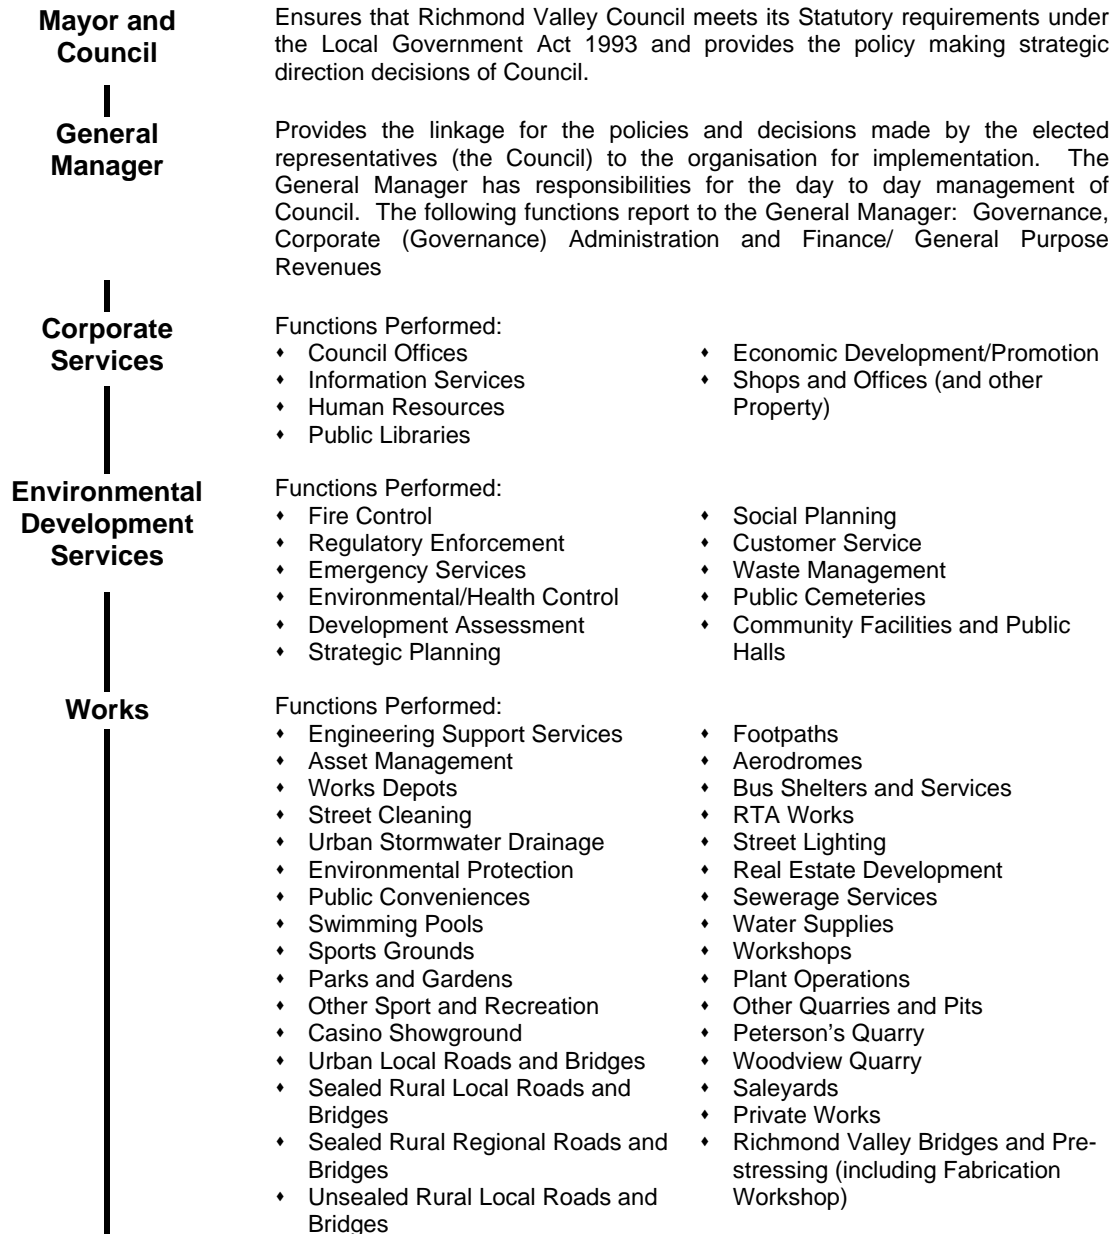 Mayor and
Council
Ensures that Richmond Valley Council meets its Statutory requirements under
the Local Government Act 1993 and provides the policy making strategic
direction decisions of Council.
General
Manager
Provides the linkage for the policies and decisions made by the elected
representatives (the Council) to the organisation for implementation. The
General Manager has responsibilities for the day to day management of
Council. The following functions report to the General Manager: Governance,
Corporate (Governance) Administration and Finance/ General Purpose
Revenues
Corporate
Services
Functions Performed:
• Council Offices
• Information Services
• Human Resources
• Public Libraries
• Economic Development/Promotion
• Shops and Offices (and other
Property)
Environmental
Development
Services
Functions Performed:
• Fire Control
• Regulatory Enforcement
• Emergency Services
• Environmental/Health Control
• Development Assessment
• Strategic Planning
• Social Planning
• Customer Service
• Waste Management
• Public Cemeteries
• Community Facilities and Public
Halls
Works
Functions Performed:
• Engineering Support Services
• Asset Management
• Works Depots
• Street Cleaning
• Urban Stormwater Drainage
• Environmental Protection
• Public Conveniences
• Swimming Pools
• Sports Grounds
• Parks and Gardens
• Other Sport and Recreation
• Casino Showground
• Urban Local Roads and Bridges
• Sealed Rural Local Roads and
Bridges
• Sealed Rural Regional Roads and
Bridges
• Unsealed Rural Local Roads and
Bridges
• Footpaths
• Aerodromes
• Bus Shelters and Services
• RTA Works
• Street Lighting
• Real Estate Development
• Sewerage Services
• Water Supplies
• Workshops
• Plant Operations
• Other Quarries and Pits
• Peterson's Quarry
• Woodview Quarry
• Saleyards
• Private Works
• Richmond Valley Bridges and Pre-
stressing (including Fabrication
Workshop)